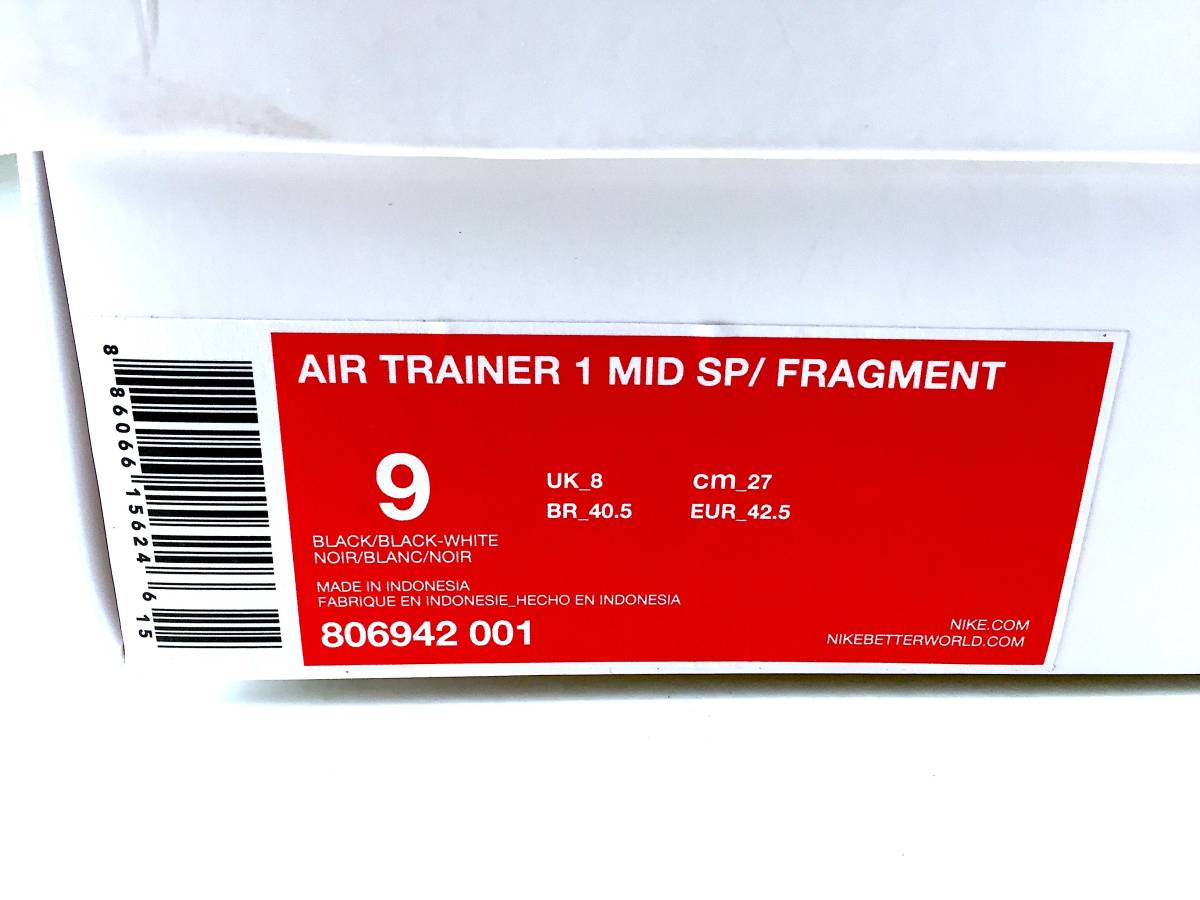 AIR TRAINER 1 MID SP/ FRAGMENT
9
UK_8 cm_27
BR_40.5 EUR_42.5
BLACK/BLACK-WHITE
NOIR/BLANC/NOIR
MADE IN INDONESIA
FABRIQUE EN INDONESIE_HECHO EN INDONESIA
806942 001
NIKE.COM
NIKEBETTERWORLD.COM
8 86066 15624 6 15